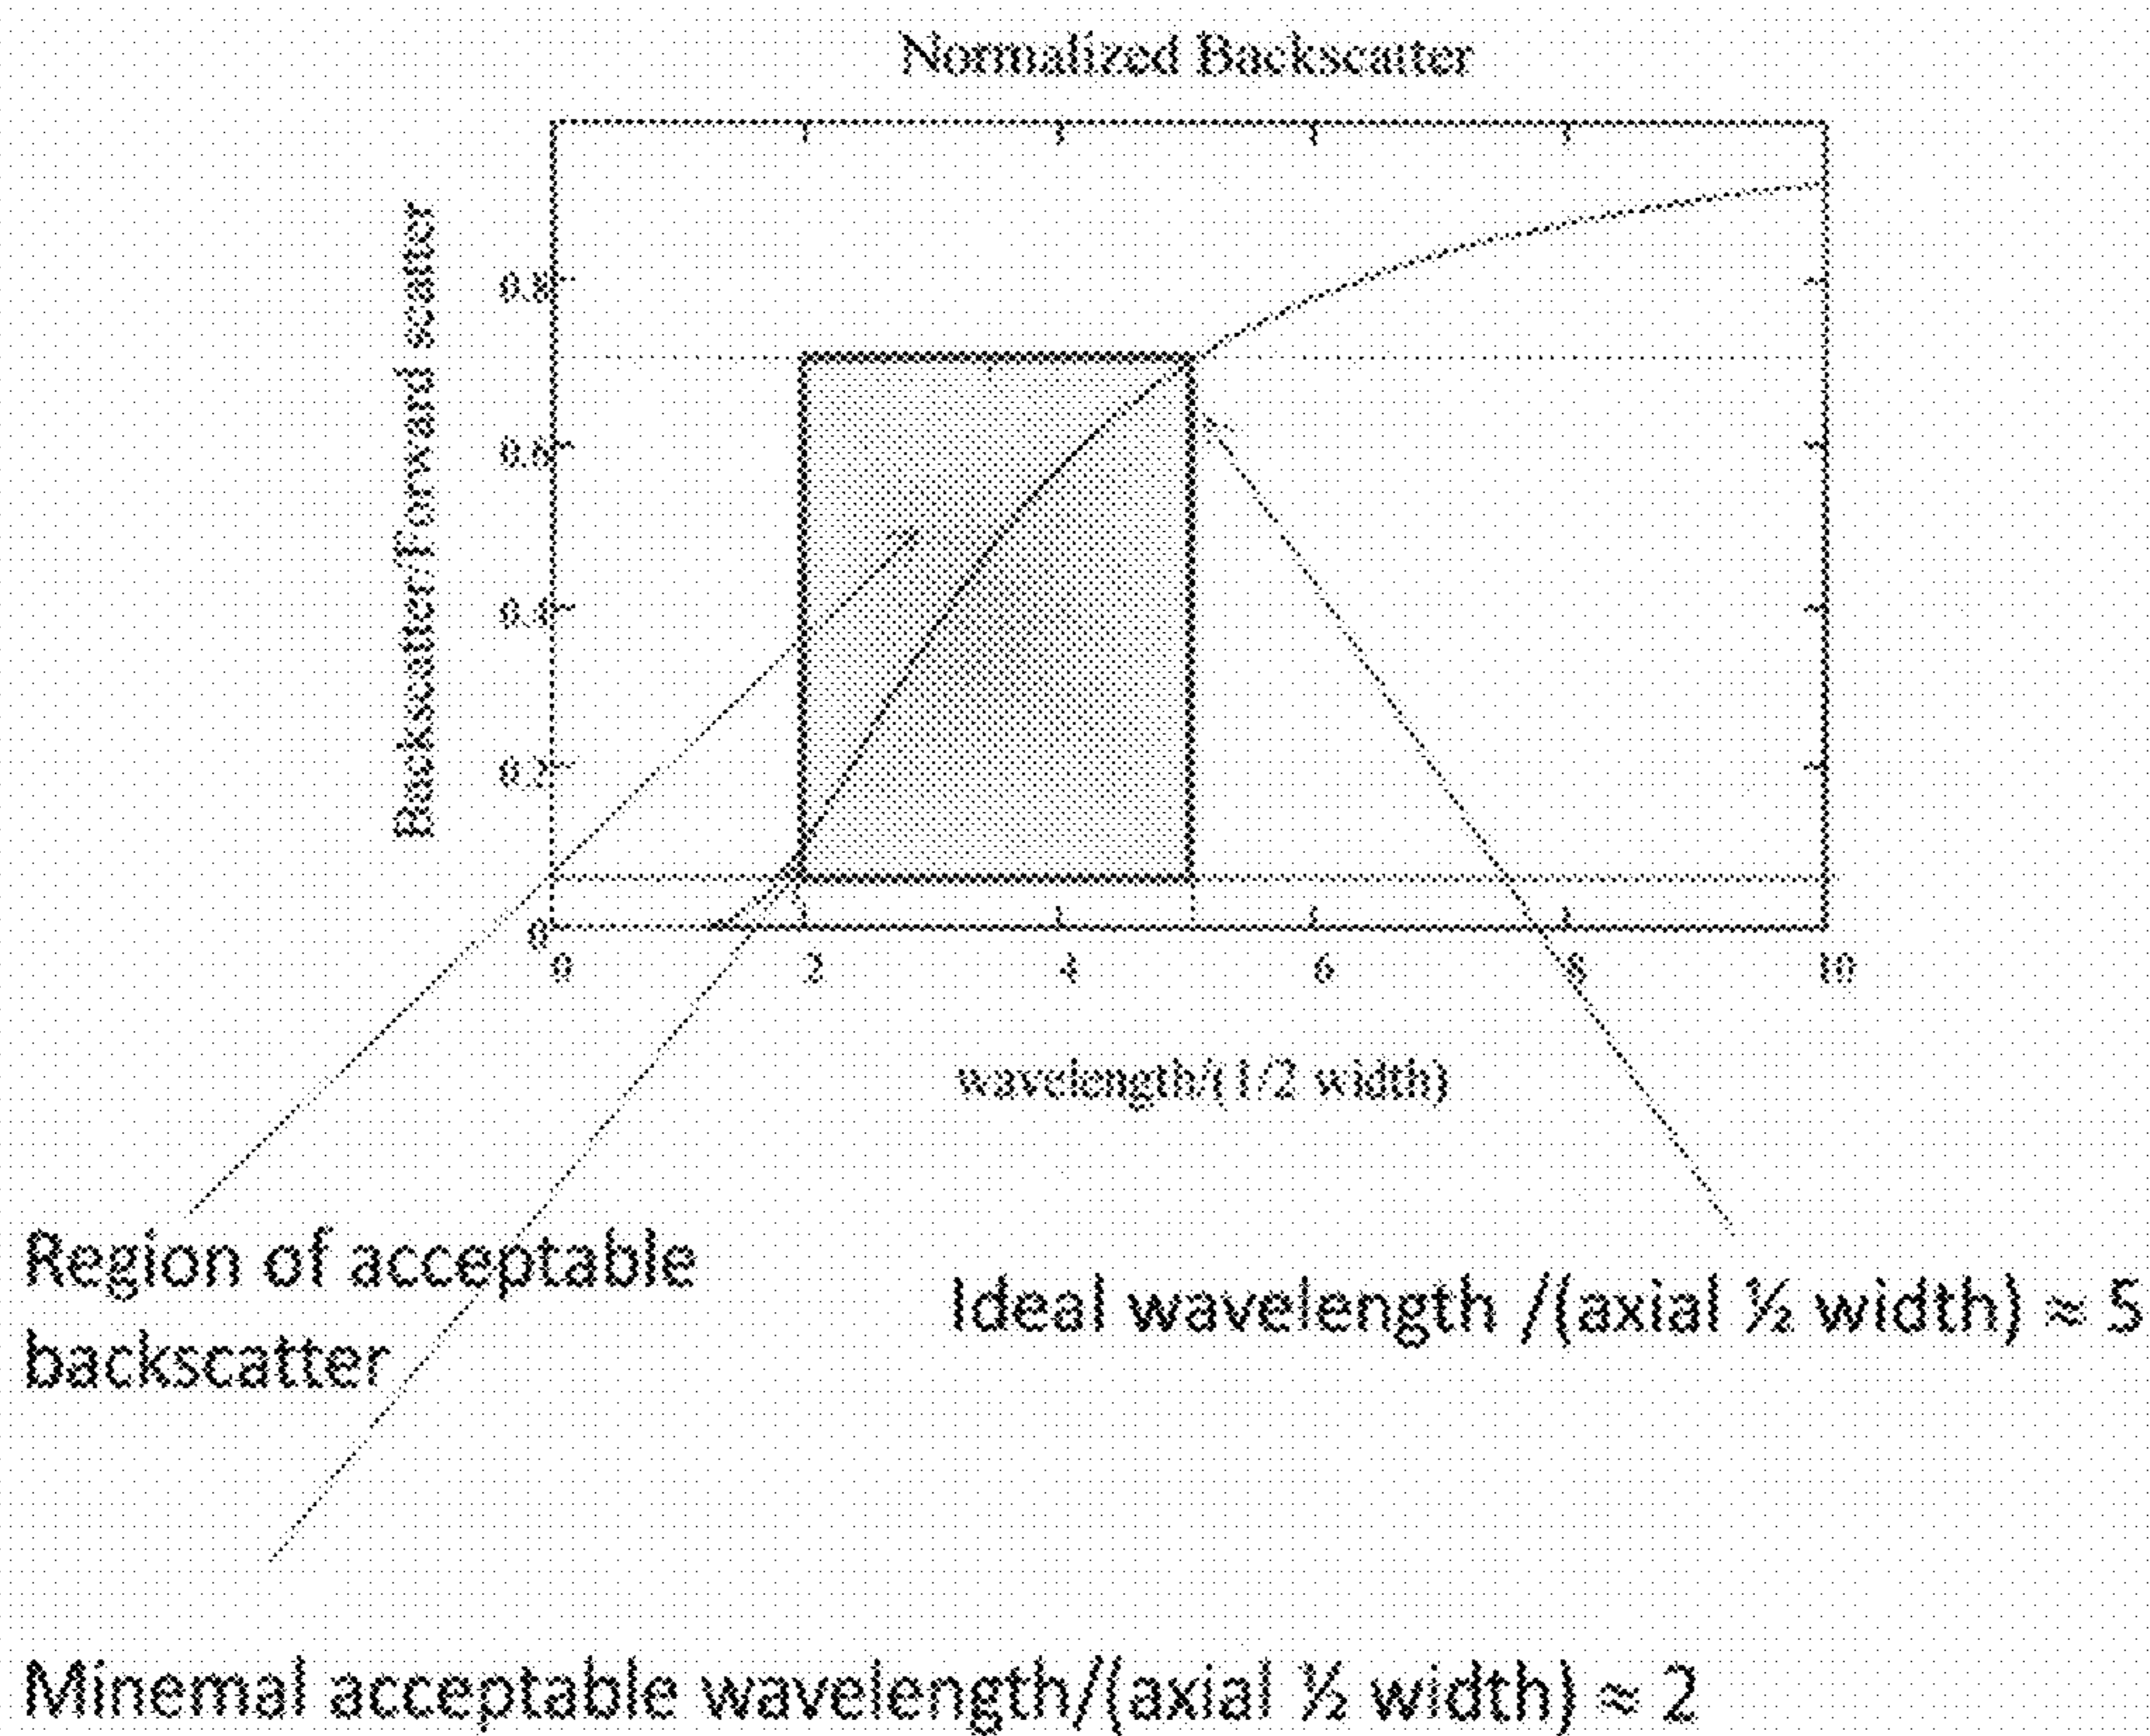 Normalized Backscatter
Backscatter/Forward scatter
0.8
0.6
0.4
0.2
0
0 2 4 6 8 10
wavelength/(1/2 width)
Region of acceptable
backscatter
Ideal wavelength /(axial ½ width) ≈ 5
Minemal acceptable wavelength/(axial ½ width) ≈ 2